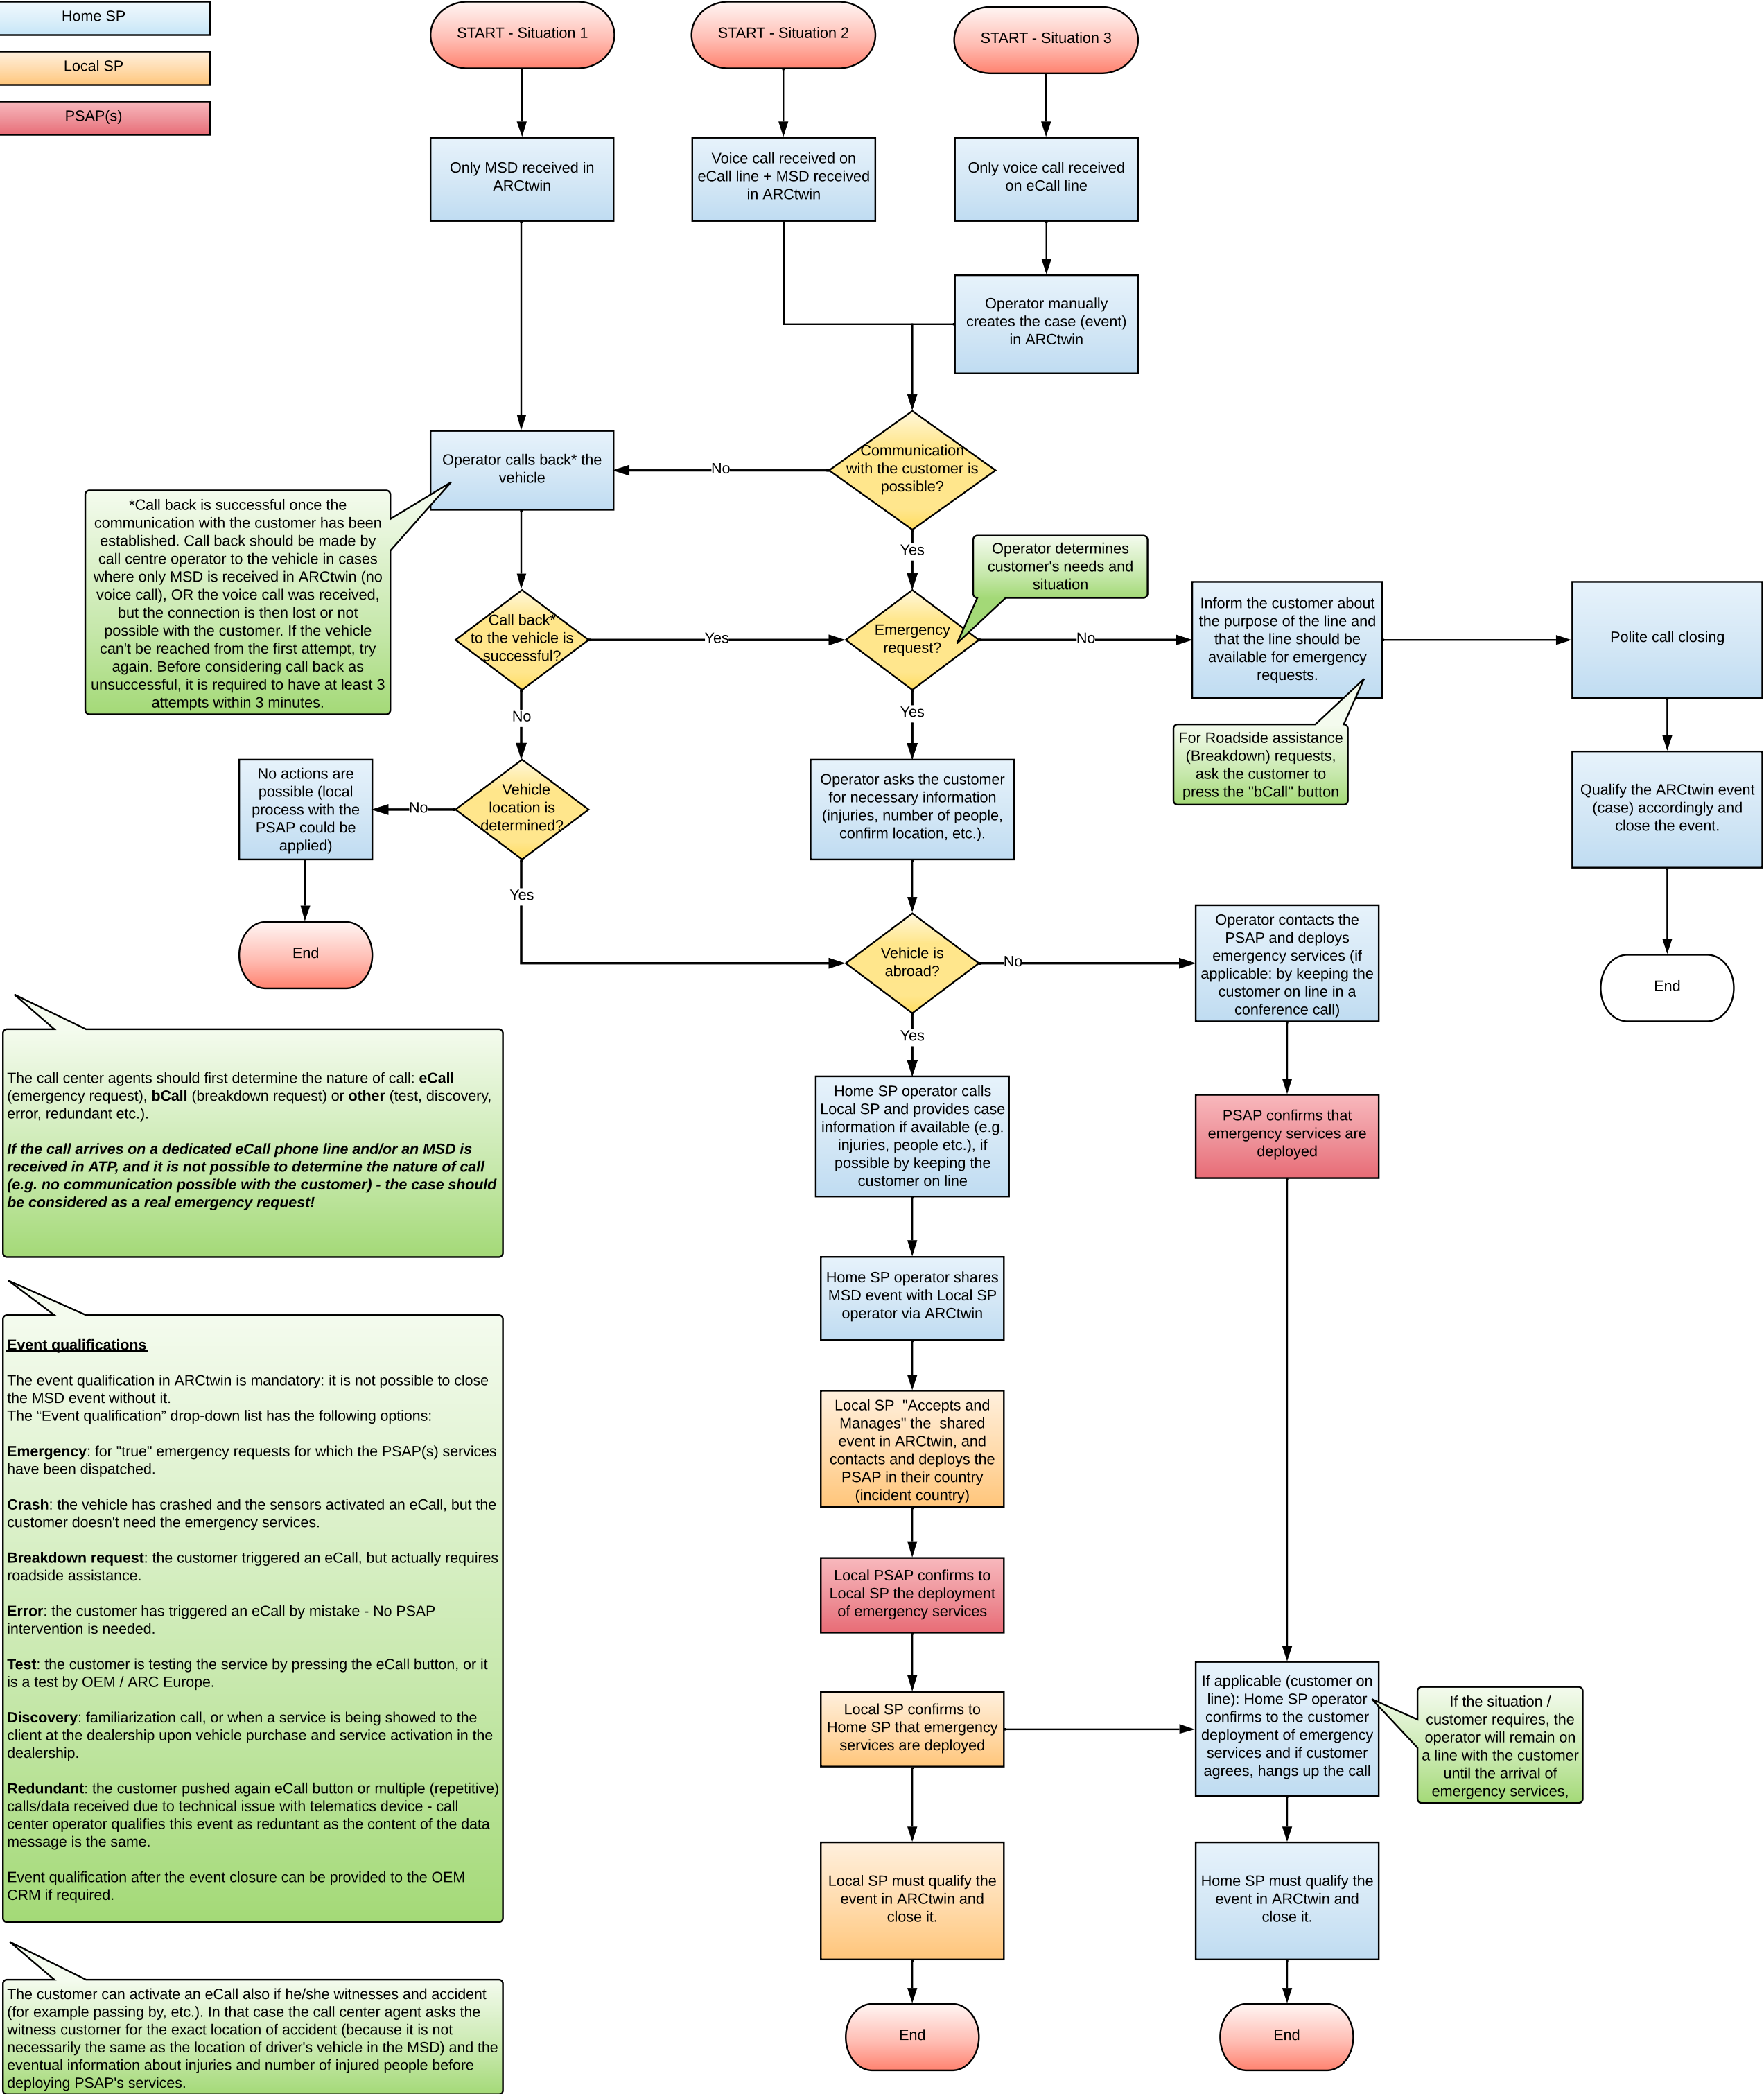 Home SP
Local SP
PSAP(s)
START - Situation 1
START - Situation 2
START - Situation 3
Only MSD received in
ARCtwin
Voice call received on
eCall line + MSD received
in ARCtwin
Only voice call received
on eCall line
Operator manually
creates the case (event)
in ARCtwin
Operator calls back* the
vehicle
No
Communication
with the customer is
possible?
*Call back is successful once the
communication with the customer has been
established. Call back should be made by
call centre operator to the vehicle in cases
where only MSD is received in ARCtwin (no
voice call), OR the voice call was received,
but the connection is then lost or not
possible with the customer. If the vehicle
can't be reached from the first attempt, try
again. Before considering call back as
unsuccessful, it is required to have at least 3
attempts within 3 minutes.
Yes
Operator determines
customer's needs and
situation
Call back*
to the vehicle is
successful?
Yes
Emergency
request?
No
Inform the customer about
the purpose of the line and
that the line should be
available for emergency
requests.
Polite call closing
No
Yes
For Roadside assistance
(Breakdown) requests,
ask the customer to
press the "bCall" button
No actions are
possible (local
process with the
PSAP could be
applied)
No
Vehicle
location is
determined?
Operator asks the customer
for necessary information
(injuries, number of people,
confirm location, etc.).
Qualify the ARCtwin event
(case) accordingly and
close the event.
Yes
End
Vehicle is
abroad?
No
Operator contacts the
PSAP and deploys
emergency services (if
applicable: by keeping the
customer on line in a
conference call)
End
Yes
The call center agents should first determine the nature of call: eCall
(emergency request), bCall (breakdown request) or other (test, discovery,
error, redundant etc.).
If the call arrives on a dedicated eCall phone line and/or an MSD is
received in ATP, and it is not possible to determine the nature of call
(e.g. no communication possible with the customer) - the case should
be considered as a real emergency request!
Home SP operator calls
Local SP and provides case
information if available (e.g.
injuries, people etc.), if
possible by keeping the
customer on line
PSAP confirms that
emergency services are
deployed
Home SP operator shares
MSD event with Local SP
operator via ARCtwin
Event qualifications
The event qualification in ARCtwin is mandatory: it is not possible to close
the MSD event without it.
The “Event qualification” drop-down list has the following options:
Emergency: for "true" emergency requests for which the PSAP(s) services
have been dispatched.
Crash: the vehicle has crashed and the sensors activated an eCall, but the
customer doesn't need the emergency services.
Breakdown request: the customer triggered an eCall, but actually requires
roadside assistance.
Error: the customer has triggered an eCall by mistake - No PSAP
intervention is needed.
Test: the customer is testing the service by pressing the eCall button, or it
is a test by OEM / ARC Europe.
Discovery: familiarization call, or when a service is being showed to the
client at the dealership upon vehicle purchase and service activation in the
dealership.
Redundant: the customer pushed again eCall button or multiple (repetitive)
calls/data received due to technical issue with telematics device - call
center operator qualifies this event as reduntant as the content of the data
message is the same.
Event qualification after the event closure can be provided to the OEM
CRM if required.
Local SP "Accepts and
Manages" the shared
event in ARCtwin, and
contacts and deploys the
PSAP in their country
(incident country)
Local PSAP confirms to
Local SP the deployment
of emergency services
Local SP confirms to
Home SP that emergency
services are deployed
If applicable (customer on
line): Home SP operator
confirms to the customer
deployment of emergency
services and if customer
agrees, hangs up the call
If the situation /
customer requires, the
operator will remain on
a line with the customer
until the arrival of
emergency services,
Local SP must qualify the
event in ARCtwin and
close it.
Home SP must qualify the
event in ARCtwin and
close it.
The customer can activate an eCall also if he/she witnesses and accident
(for example passing by, etc.). In that case the call center agent asks the
witness customer for the exact location of accident (because it is not
necessarily the same as the location of driver's vehicle in the MSD) and the
eventual information about injuries and number of injured people before
deploying PSAP's services.
End
End